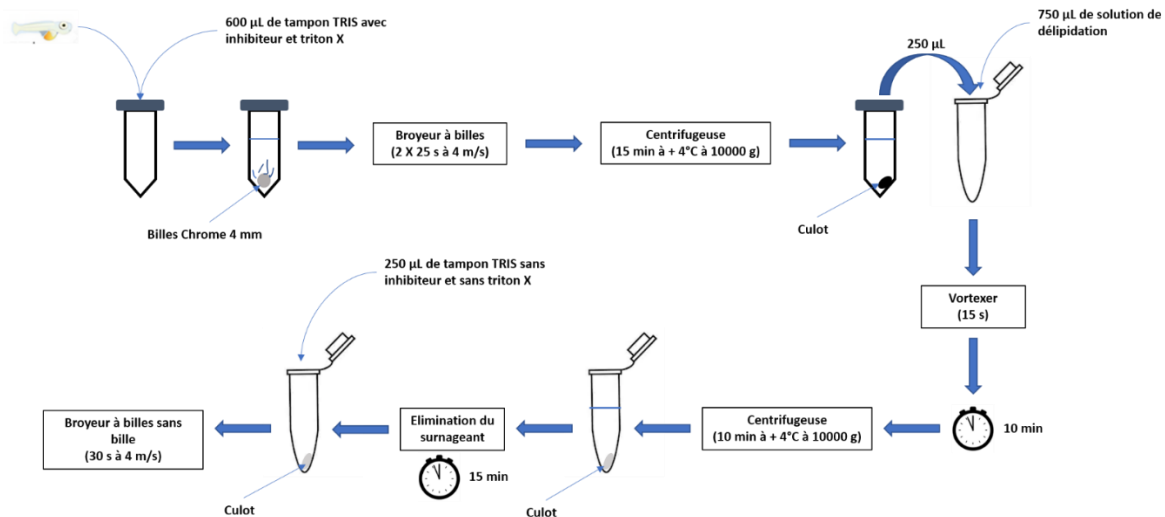 600 µL de tampon TRIS avec
inhibiteur et triton X
750 µL de solution de
délipidation
250 µL
Broyeur à billes
(2 X 25 s à 4 m/s)
Centrifugeuse
(15 min à + 4°C à 10000 g)
Billes Chrome 4 mm
Culot
Vortexer
(15 s)
10 min
Centrifugeuse
(10 min à + 4°C à 10000 g)
Culot
Elimination du
surnageant
15 min
250 µL de tampon TRIS sans
inhibiteur et sans triton X
Culot
Broyeur à billes sans
bille
(30 s à 4 m/s)